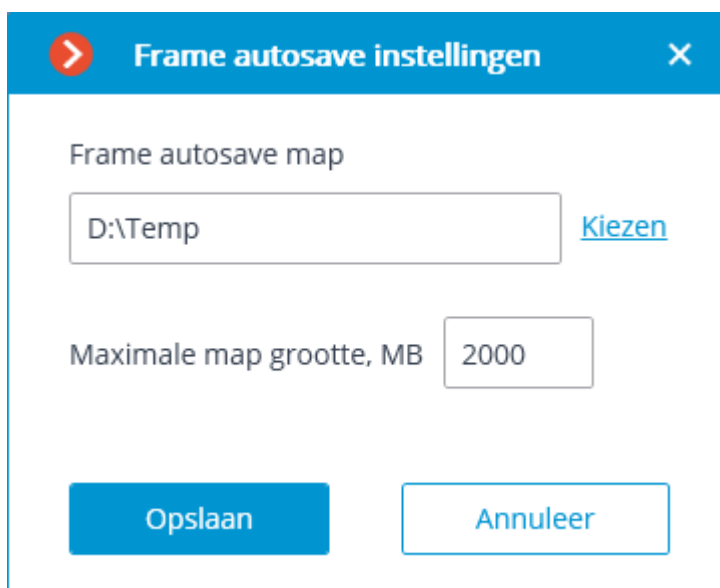 Frame autosave instellingen
Frame autosave map
D:\Temp Kiezen
Maximale map grootte, MB 2000
Opslaan Annuleer